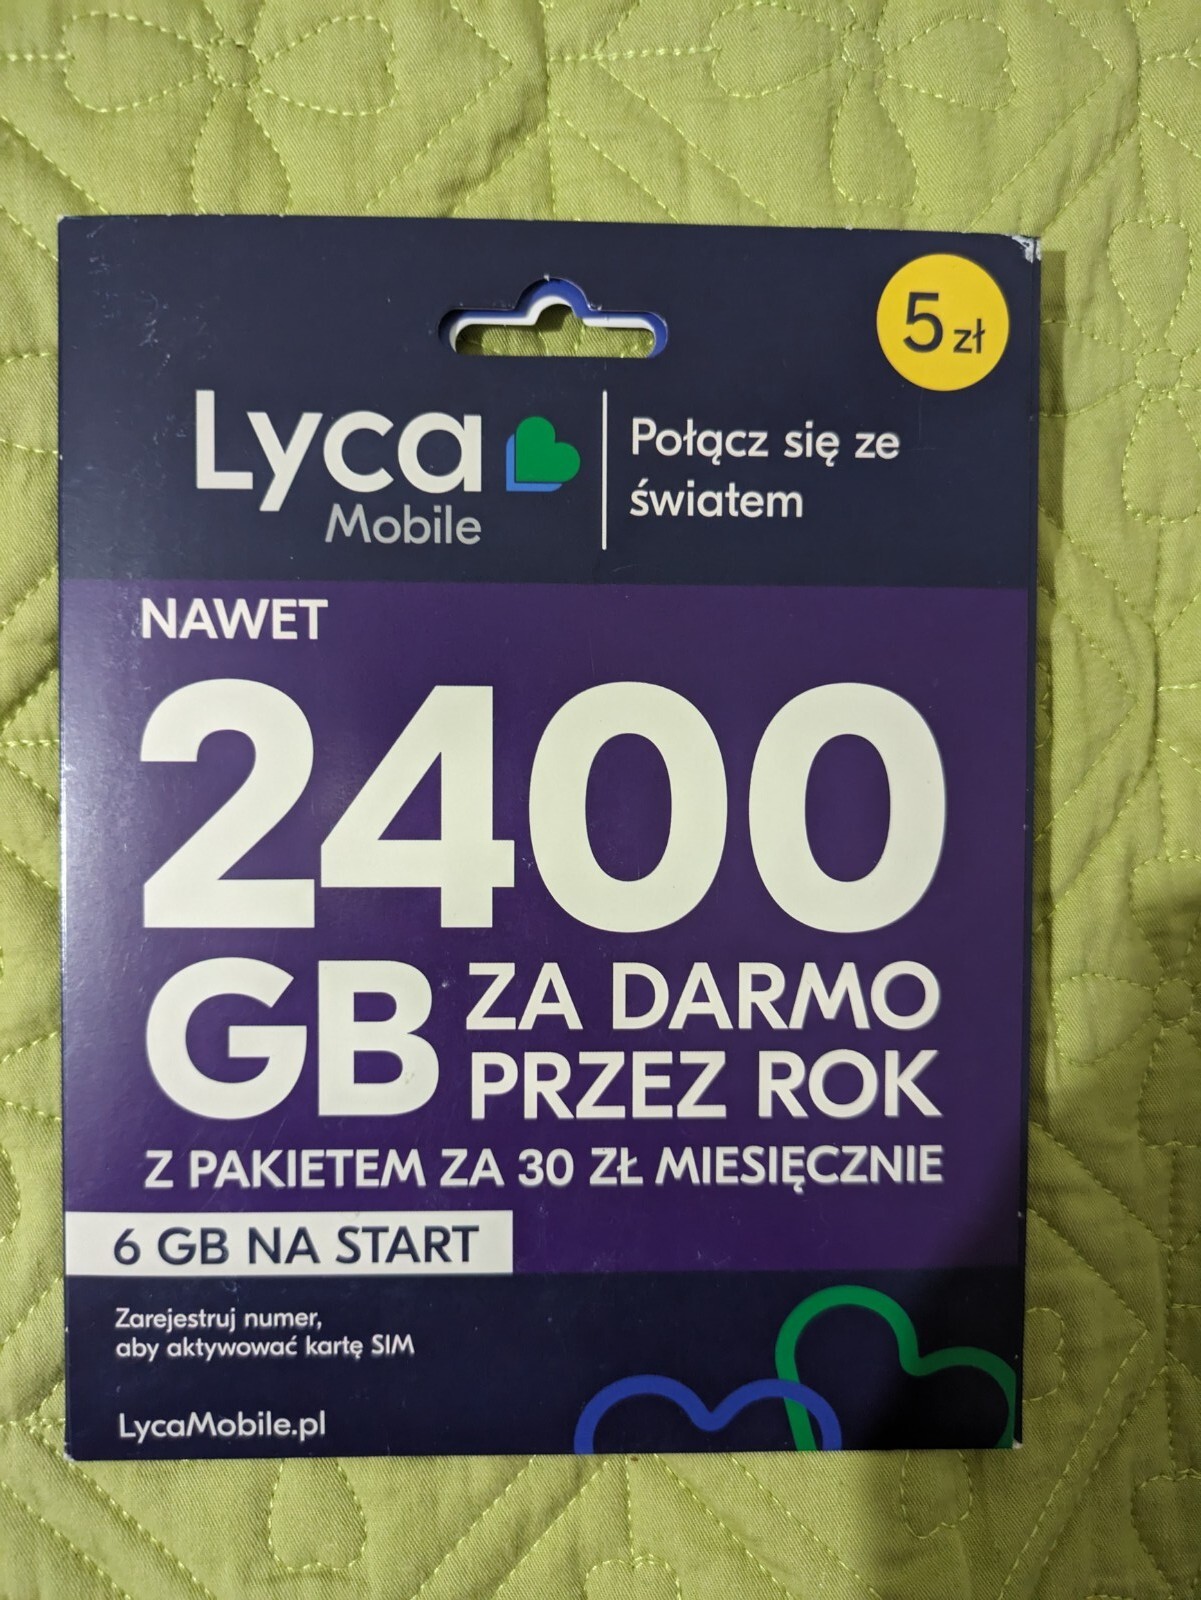 5 zł
Lyca
Mobile
Połącz się ze
światem
NAWET
2400
GB
ZA DARMO
PRZEZ ROK
Z PAKIETEM ZA 30 ZŁ MIESIĘCZNIE
6 GB NA START
Zarejestruj numer,
aby aktywować kartę SIM
LycaMobile.pl